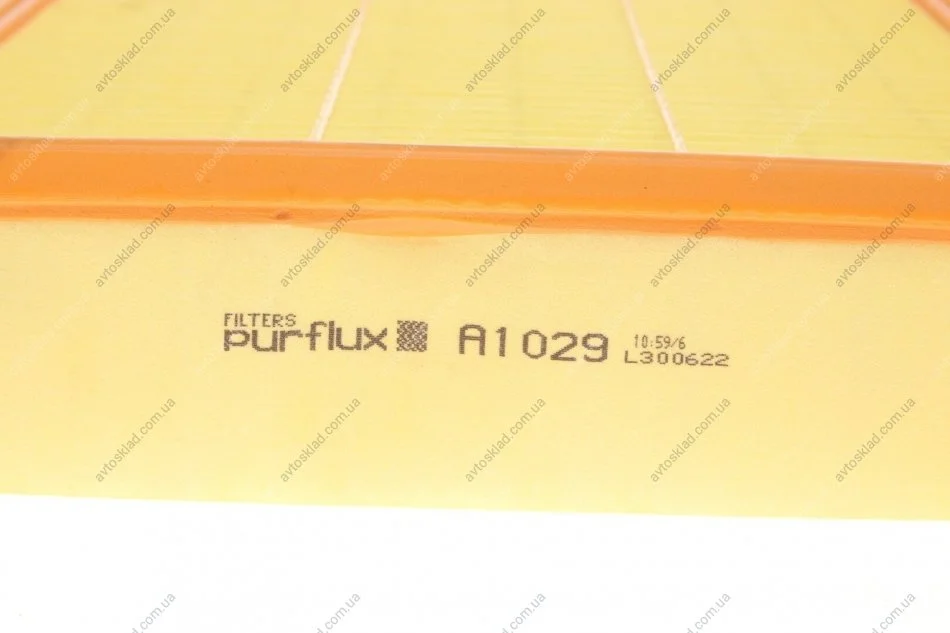 FILTERS
purflux A1029 10:59/6
L300622
avtosklad.com.ua